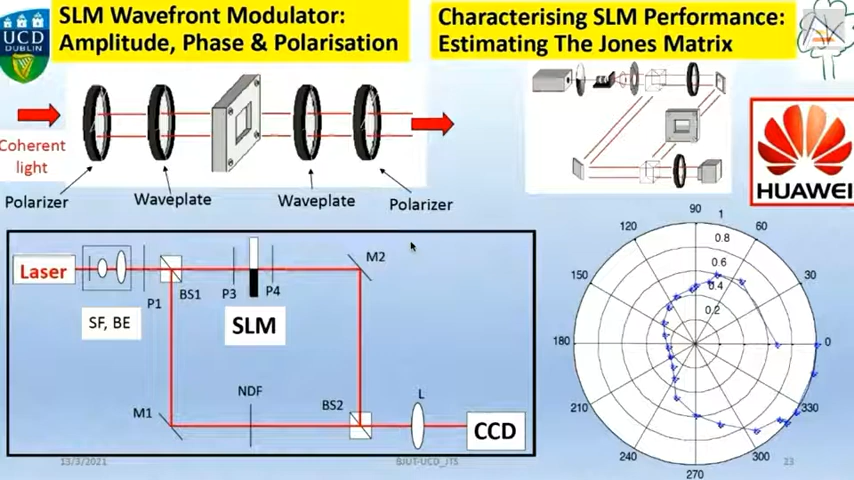 UCD
DUBLIN
SLM Wavefront Modulator:
Amplitude, Phase & Polarisation
Characterising SLM Performance:
Estimating The Jones Matrix
Coherent
light
Polarizer
Waveplate
Waveplate
Polarizer
HUAWEI
Laser
SF, BE
P1
BS1
P3
P4
SLM
M2
M1
NDF
BS2
L
CCD
90
1
120
60
0.8
0.6
150
30
0.4
0.2
180
0
210
330
240
300
270
13/3/2021
BJUT-UCD_JTS
23